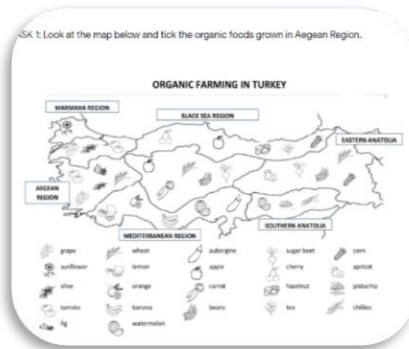 SK 1: Look at the map below and tick the organic foods grown in Aegean Region.
ORGANIC FARMING IN TURKEY
MARMARA REGION
BLACK SEA REGION
EASTERN ANATOLIA
AEGEAN
REGION
MEDITERRANEAN REGION
SOUTHERN ANATOLIA
grape wheat aubergine sugar beet corn
sunflower lemon apple cherry apricot
olive orange carrot hazelnut pistachio
tomato banana beans tea chillies
fig watermelon